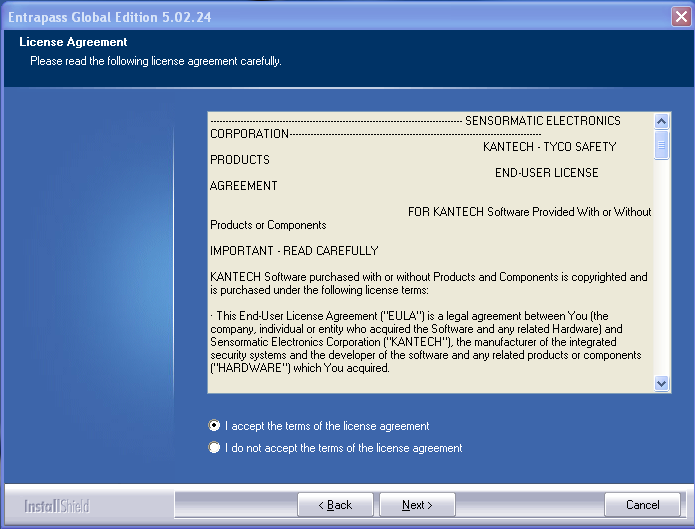 Entrapass Global Edition 5.02.24
License Agreement
Please read the following license agreement carefully.
------------------------------------------------------------------------------------ SENSORMATIC ELECTRONICS
CORPORATION------------------------------------------------------------------------------------
KANTECH - TYCO SAFETY
PRODUCTS
END-USER LICENSE
AGREEMENT
FOR KANTECH Software Provided With or Without
Products or Components
IMPORTANT - READ CAREFULLY
KANTECH Software purchased with or without Products and Components is copyrighted and
is purchased under the following license terms:
· This End-User License Agreement ("EULA") is a legal agreement between You (the
company, individual or entity who acquired the Software and any related Hardware) and
Sensormatic Electronics Corporation ("KANTECH"), the manufacturer of the integrated
security systems and the developer of the software and any related products or components
("HARDWARE") which You acquired.
I accept the terms of the license agreement
I do not accept the terms of the license agreement
InstallShield
< Back
Next >
Cancel